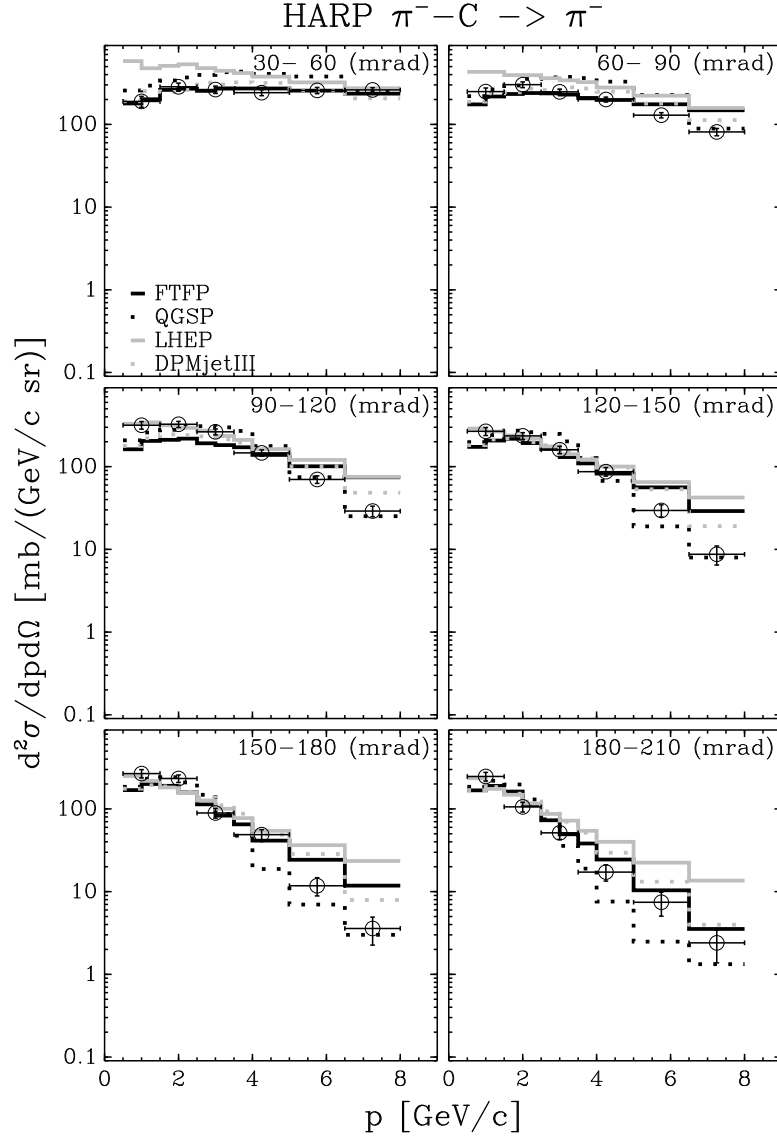 HARP π⁻−C −> π⁻
30− 60 (mrad)
60− 90 (mrad)
100
10
1
0.1
FTFP
QGSP
LHEP
DPMjetIII
90−120 (mrad)
120−150 (mrad)
100
10
1
0.1
150−180 (mrad)
180−210 (mrad)
100
10
1
0.1
0 2 4 6 8 0 2 4 6 8
d²σ/dpdΩ [mb/(GeV/c sr)]
p [GeV/c]